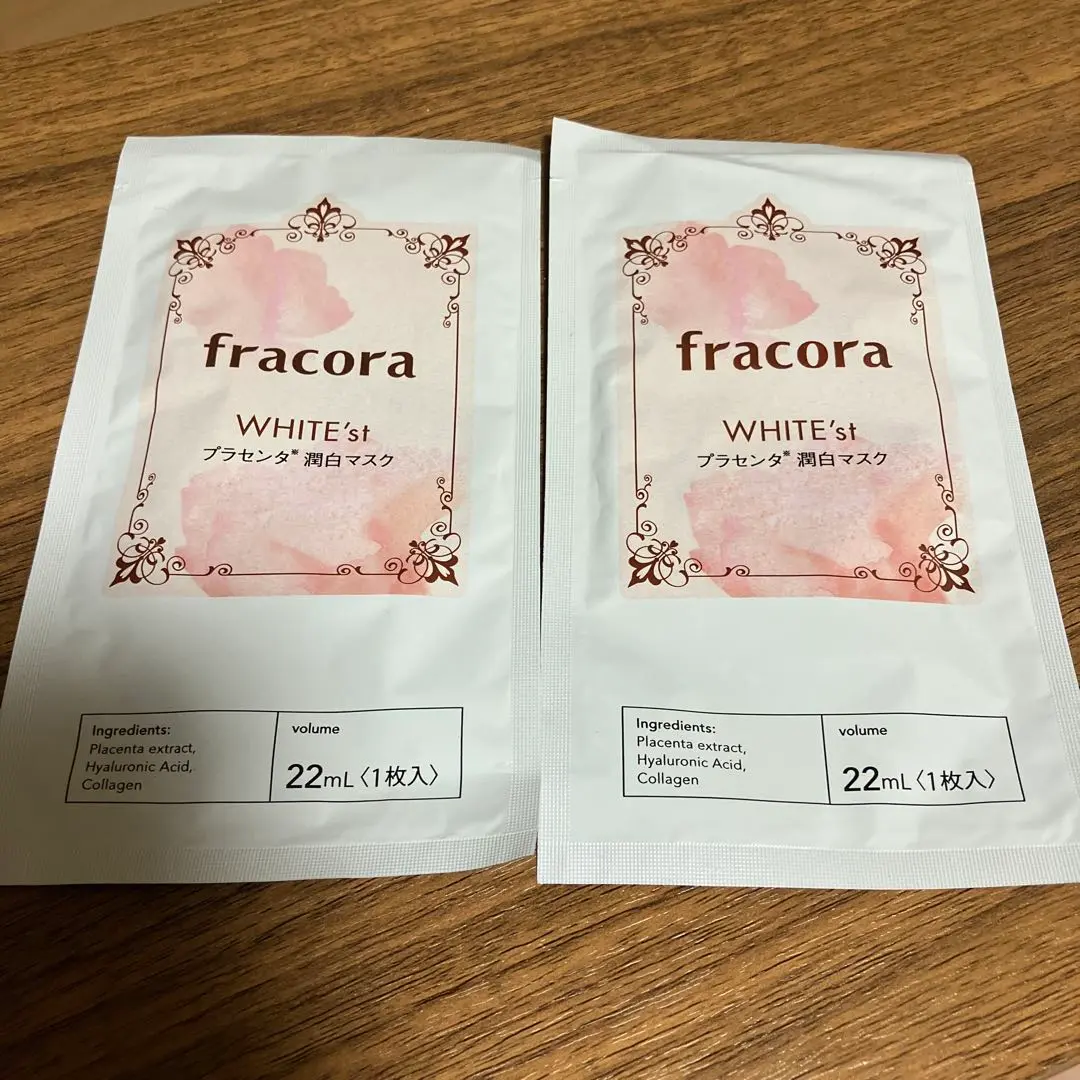 fracora
WHITE'st
プラセンタ※ 潤白マスク
Ingredients:
Placenta extract,
Hyaluronic Acid,
Collagen
volume
22mL〈1枚入〉
fracora
WHITE'st
プラセンタ※ 潤白マスク
Ingredients:
Placenta extract,
Hyaluronic Acid,
Collagen
volume
22mL〈1枚入〉